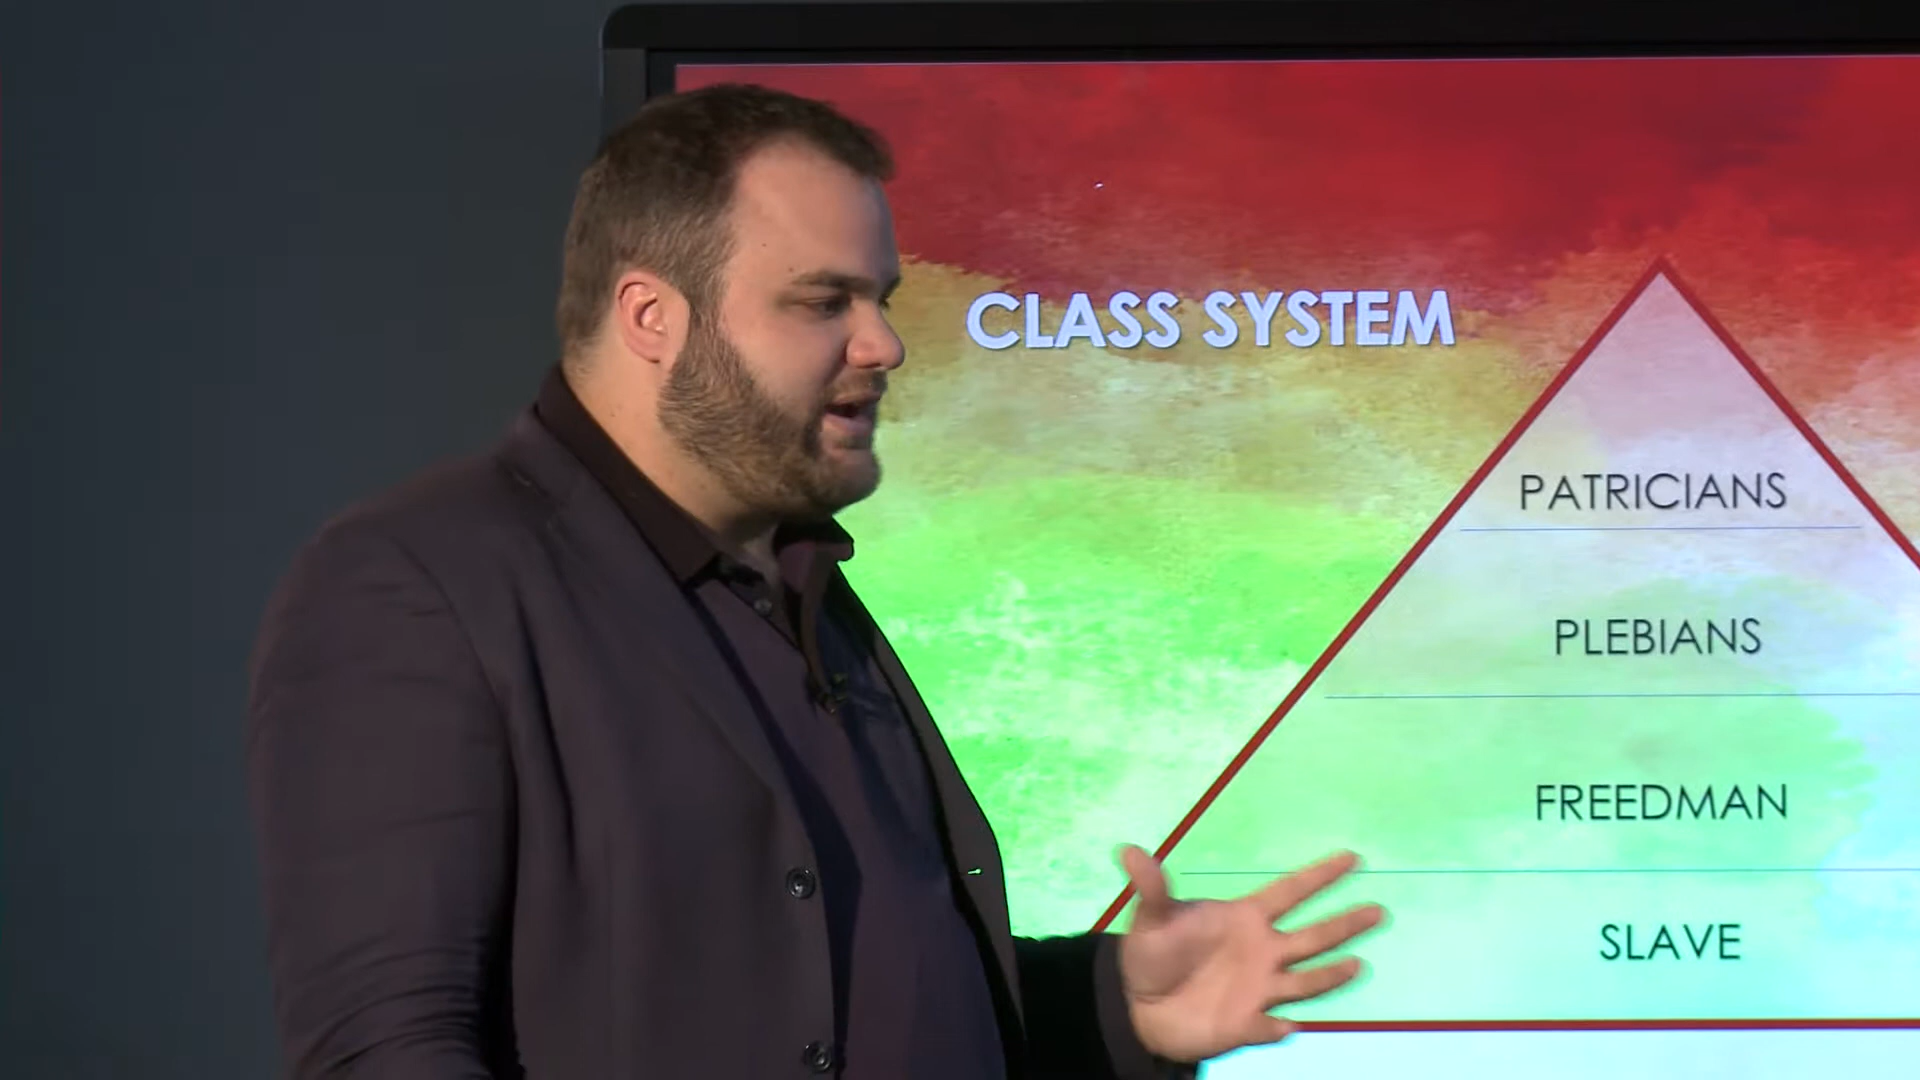 CLASS SYSTEM
PATRICIANS
PLEBIANS
FREEDMAN
SLAVE